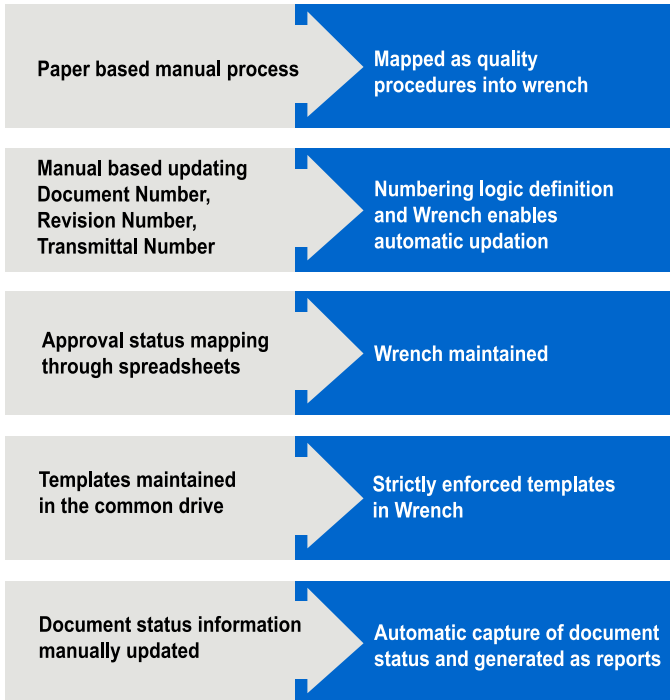 Paper based manual process
Mapped as quality
procedures into wrench
Manual based updating
Document Number,
Revision Number,
Transmittal Number
Numbering logic definition
and Wrench enables
automatic updation
Approval status mapping
through spreadsheets
Wrench maintained
Templates maintained
in the common drive
Strictly enforced templates
in Wrench
Document status information
manually updated
Automatic capture of document
status and generated as reports